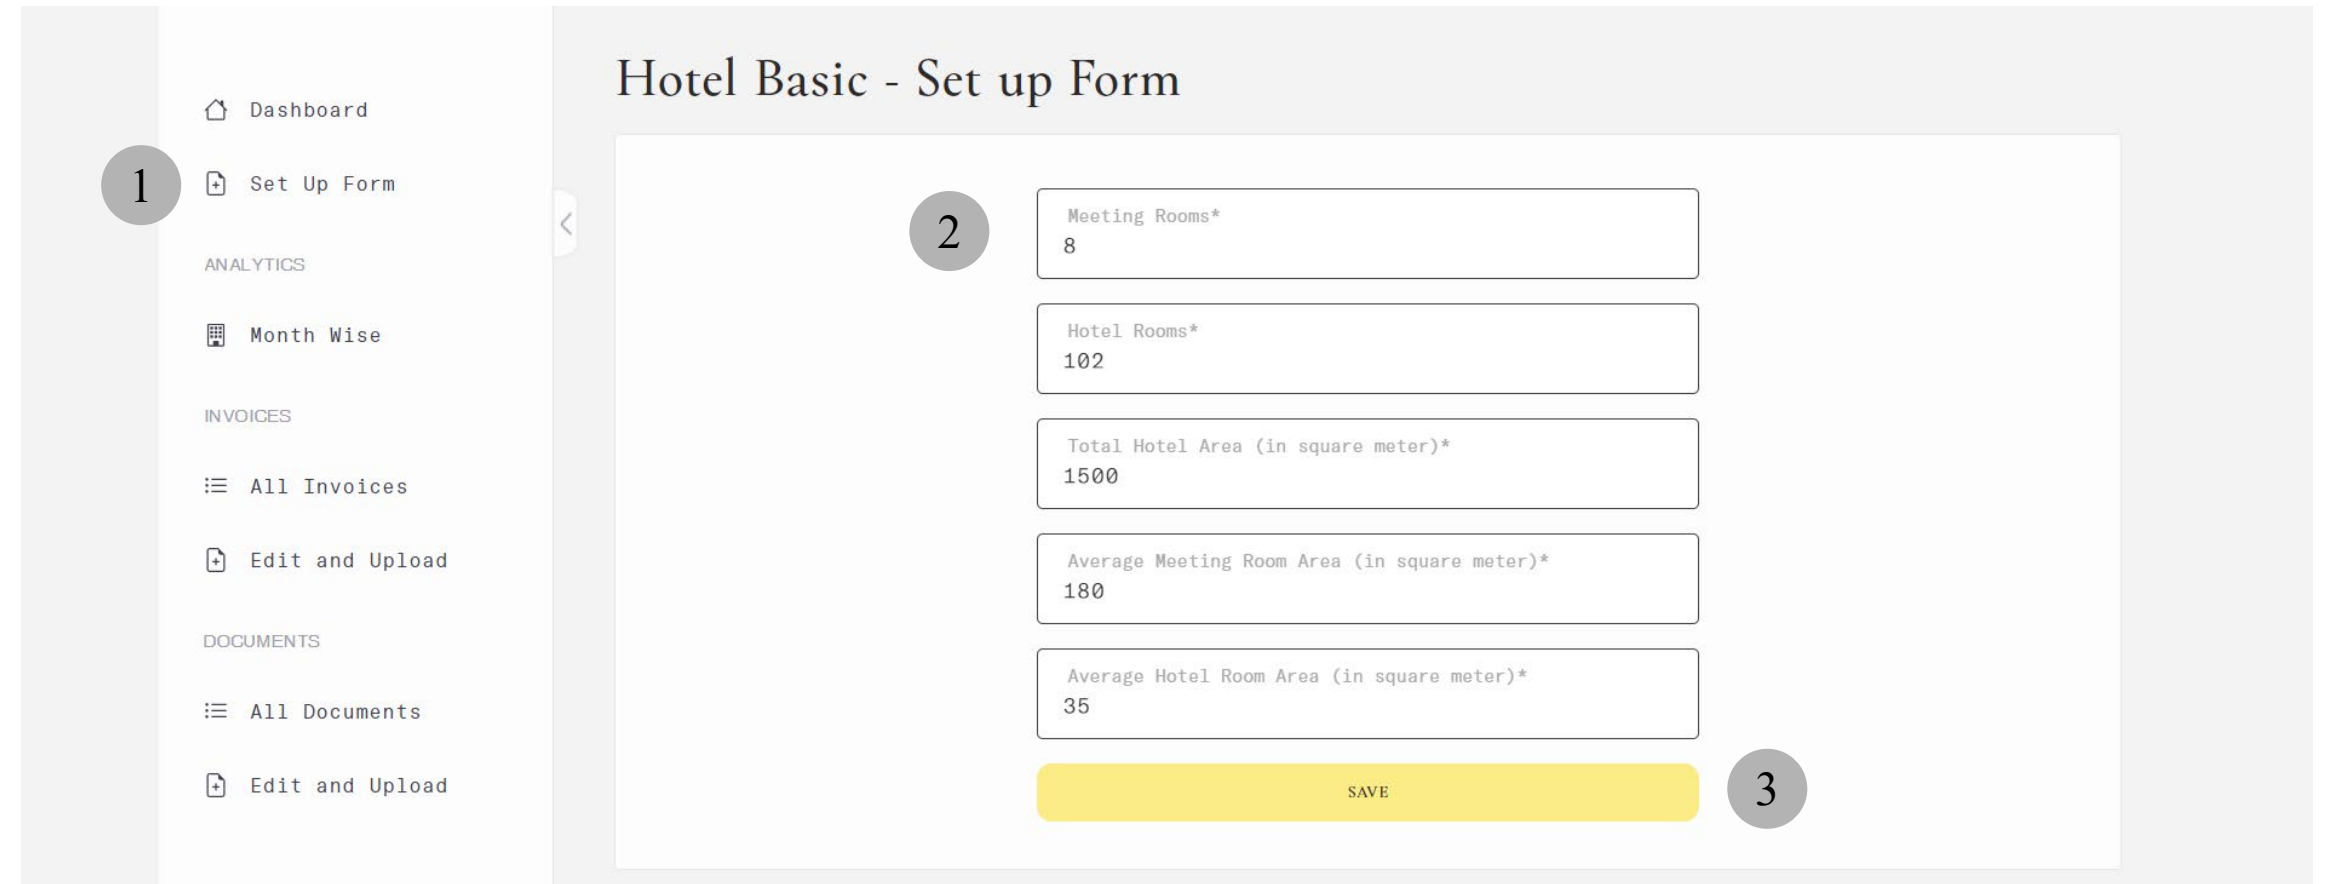 Dashboard
1
Set Up Form
ANALYTICS
Month Wise
INVOICES
All Invoices
Edit and Upload
DOCUMENTS
All Documents
Edit and Upload
Hotel Basic - Set up Form
2
Meeting Rooms*
8
Hotel Rooms*
102
Total Hotel Area (in square meter)*
1500
Average Meeting Room Area (in square meter)*
180
Average Hotel Room Area (in square meter)*
35
SAVE
3